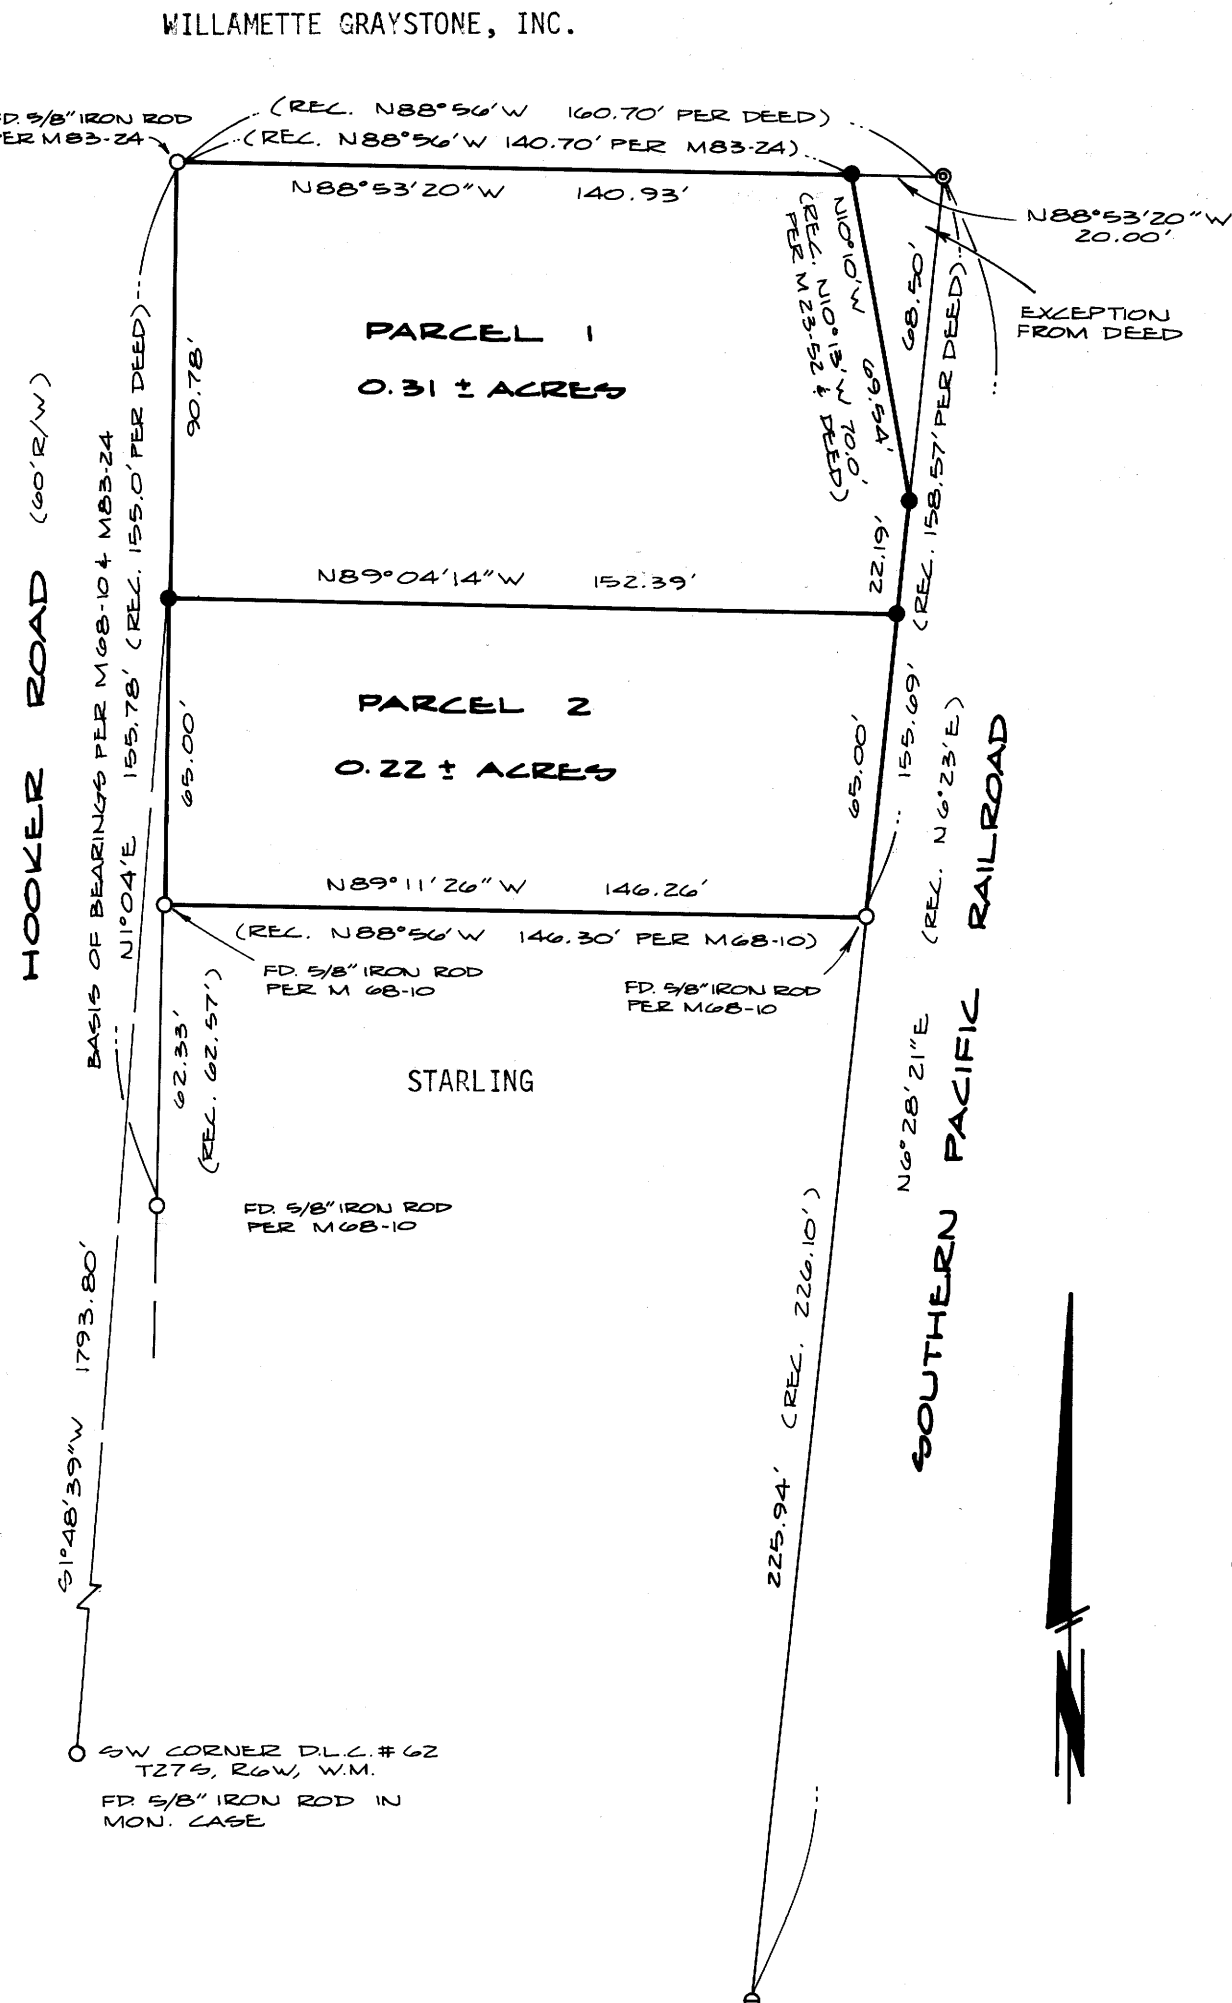 WILLAMETTE GRAYSTONE, INC.
FD. 5/8" IRON ROD
PER M83-24
(REC. N88°56'W 160.70' PER DEED)
(REC. N88°56'W 140.70' PER M83-24)
N88°53'20"W 140.93'
N88°53'20"W
20.00'
EXCEPTION
FROM DEED
N10°10'W 69.54'
(REC. N10°13'W 70.0'
PER M23-52 & DEED)
68.50'
(REC. 158.57' PER DEED)
PARCEL 1
0.31 ± ACRES
90.78'
22.19'
N89°04'14"W 152.39'
HOOKER ROAD (60' R/W)
BASIS OF BEARINGS PER M68-10 & M83-24
N1°04'E 155.78' (REC. 155.0' PER DEED)
PARCEL 2
0.22 ± ACRES
65.00'
65.00'
155.69'
(REC. N6°23'E)
N89°11'26"W 146.26'
(REC. N88°56'W 146.30' PER M68-10)
FD. 5/8" IRON ROD
PER M 68-10
FD. 5/8" IRON ROD
PER M68-10
62.33'
(REC. 62.57')
STARLING
N6°28'21"E
SOUTHERN PACIFIC RAILROAD
FD. 5/8" IRON ROD
PER M68-10
S1°48'39"W 1793.80'
225.94' (REC. 226.10')
N
SW CORNER D.L.C. # 62
T27S, R6W, W.M.
FD. 5/8" IRON ROD IN
MON. CASE